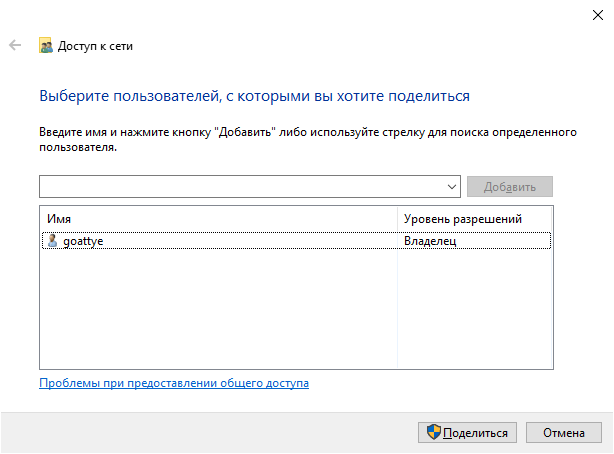 Доступ к сети
Выберите пользователей, с которыми вы хотите поделиться
Введите имя и нажмите кнопку "Добавить" либо используйте стрелку для поиска определенного
пользователя.
Добавить
Имя Уровень разрешений
goattye Владелец
Проблемы при предоставлении общего доступа
Поделиться Отмена